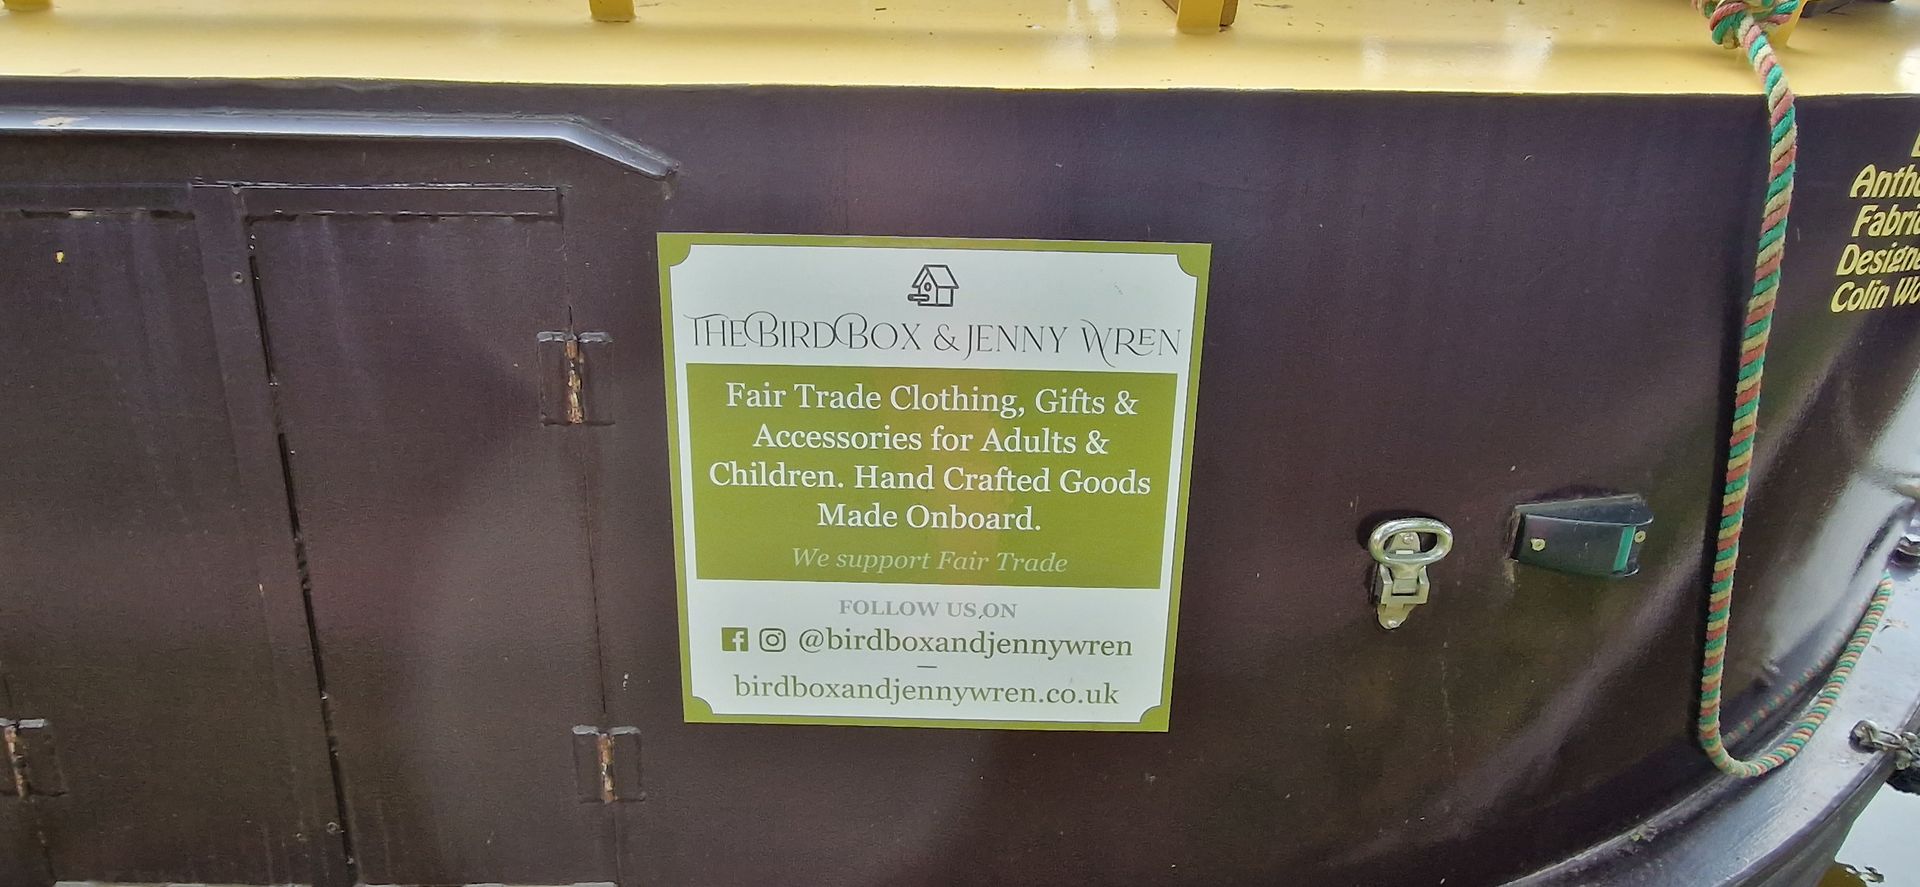 THE BIRD BOX & JENNY WREN
Fair Trade Clothing, Gifts &
Accessories for Adults &
Children. Hand Crafted Goods
Made Onboard.
We support Fair Trade
FOLLOW US ON
@birdboxandjennywren
birdboxandjennywren.co.uk
Colin